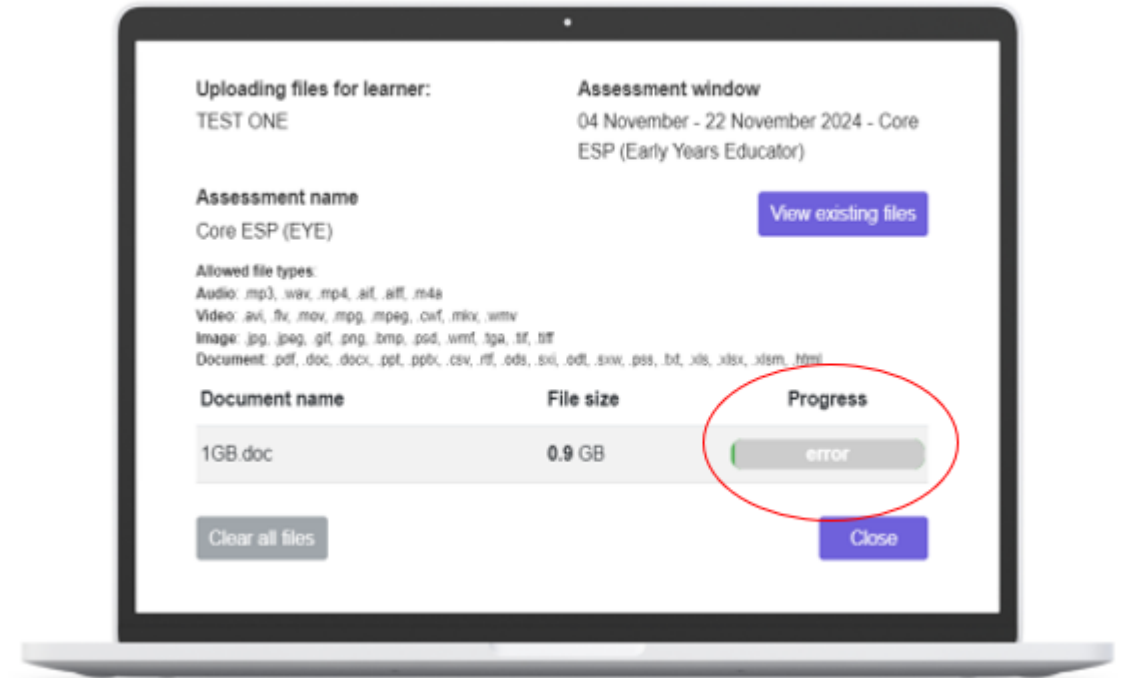 Uploading files for learner:
TEST ONE
Assessment window
04 November - 22 November 2024 - Core
ESP (Early Years Educator)
Assessment name
Core ESP (EYE)
View existing files
Allowed file types:
Audio: .mp3, .wav, .mp4, .aif, .aiff, .m4a
Video: .avi, .flv, .mov, .mpg, .mpeg, .cwf, .mkv, .wmv
Image: .jpg, .jpeg, .gif, .png, .bmp, .psd, .wmf, .tga, .tif, .tiff
Document: .pdf, .doc, .docx, .ppt, .pptx, .csv, .rtf, .ods, .sxi, .odt, .sxw, .pss, .txt, .xls, .xlsx, .xlsm, .html
Document name File size Progress
1GB.doc 0.9 GB error
Clear all files Close